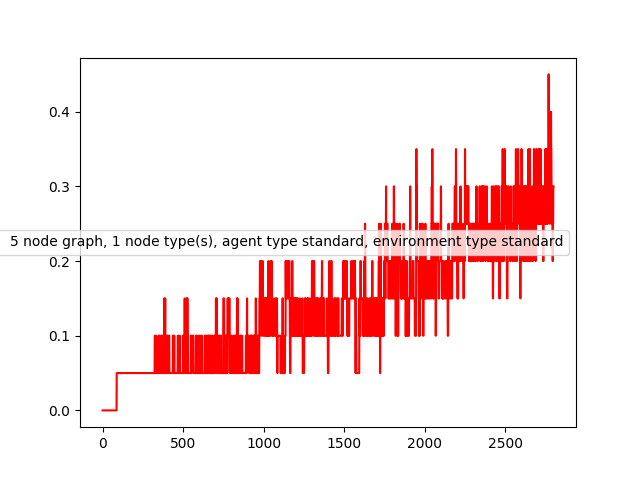 0.4
0.3
5 node graph, 1 node type(s), agent type standard, environment type standard
0.2
0.1
0.0
0 500 1000 1500 2000 2500